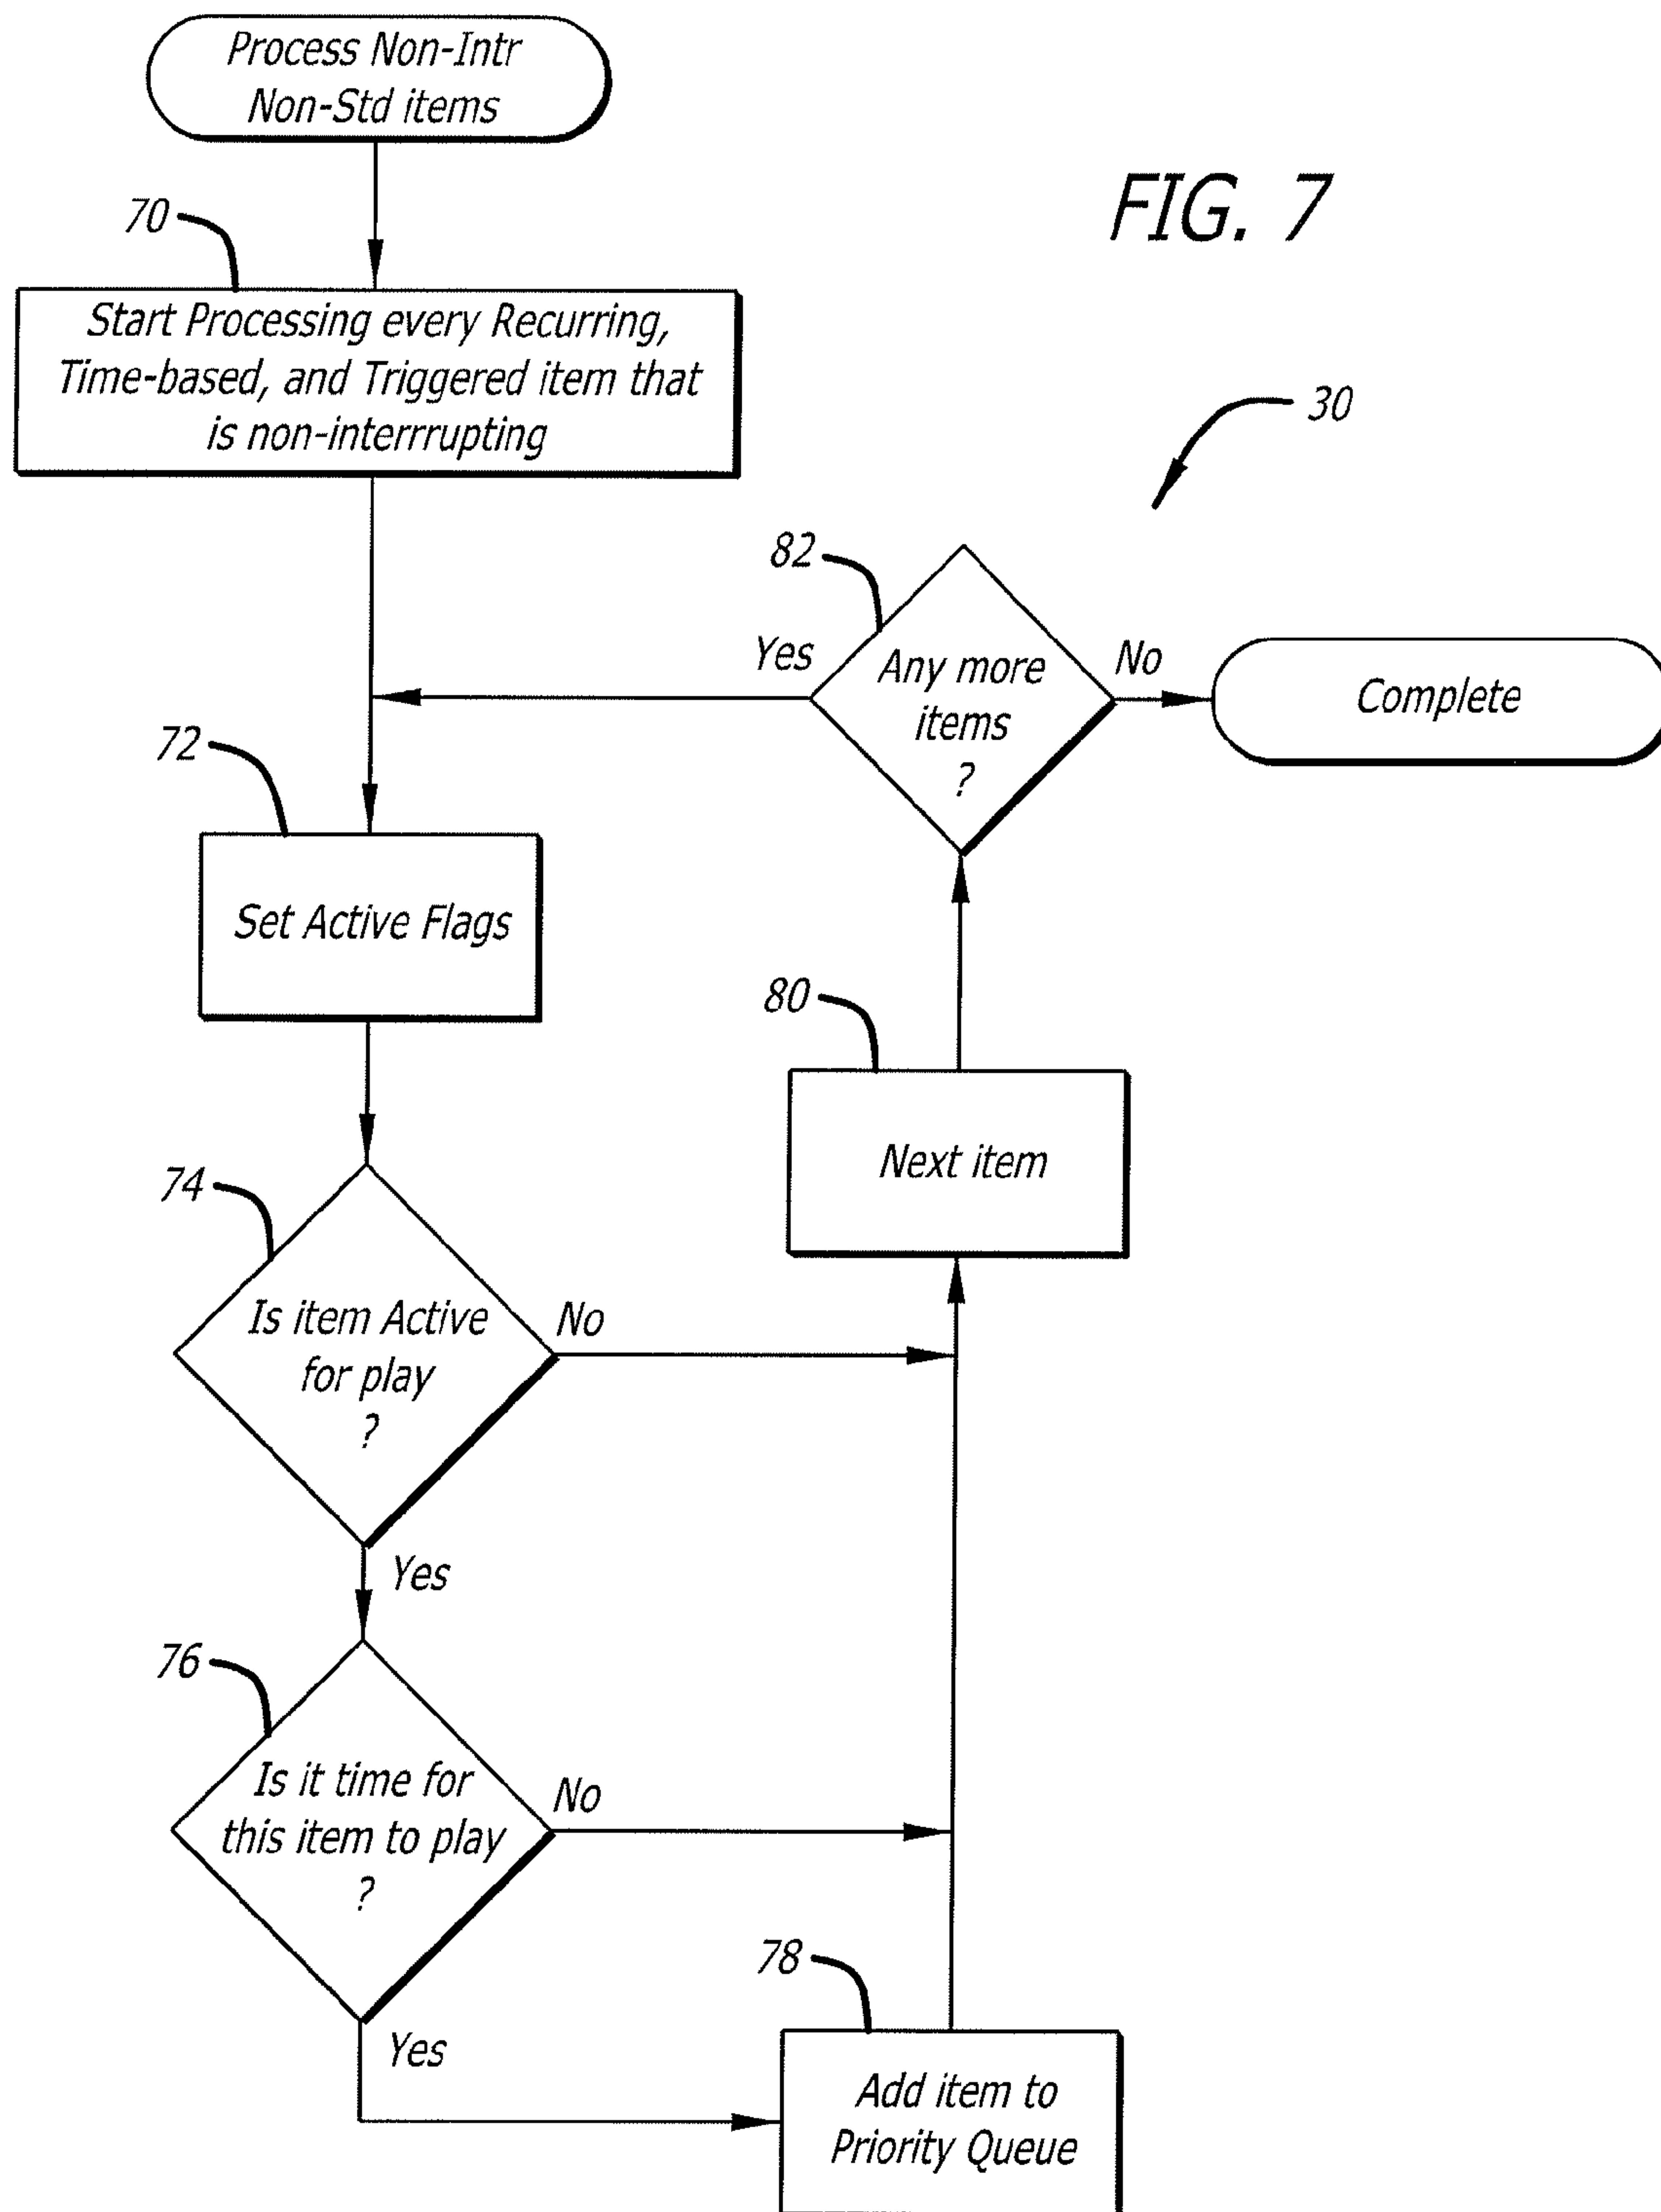 Process Non-Intr
Non-Std items
FIG. 7
70
Start Processing every Recurring,
Time-based, and Triggered item that
is non-interrrupting
30
82
Yes
Any more
items
?
No
Complete
72
Set Active Flags
80
Next item
74
Is item Active
for play
?
No
Yes
76
Is it time for
this item to play
?
No
Yes
78
Add item to
Priority Queue